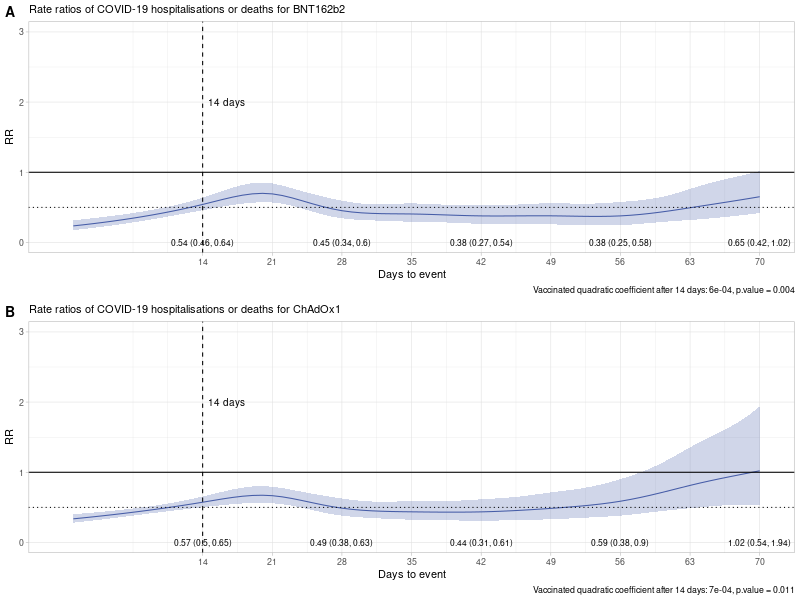 A Rate ratios of COVID-19 hospitalisations or deaths for BNT162b2
3
2
14 days
RR
1
0
0.54 (0.46, 0.64) 0.45 (0.34, 0.6) 0.38 (0.27, 0.54) 0.38 (0.25, 0.58) 0.65 (0.42, 1.02)
14 21 28 35 42 49 56 63 70
Days to event
Vaccinated quadratic coefficient after 14 days: 6e-04, p.value = 0.004
B Rate ratios of COVID-19 hospitalisations or deaths for ChAdOx1
3
2
14 days
RR
1
0
0.57 (0.5, 0.65) 0.49 (0.38, 0.63) 0.44 (0.31, 0.61) 0.59 (0.38, 0.9) 1.02 (0.54, 1.94)
14 21 28 35 42 49 56 63 70
Days to event
Vaccinated quadratic coefficient after 14 days: 7e-04, p.value = 0.011